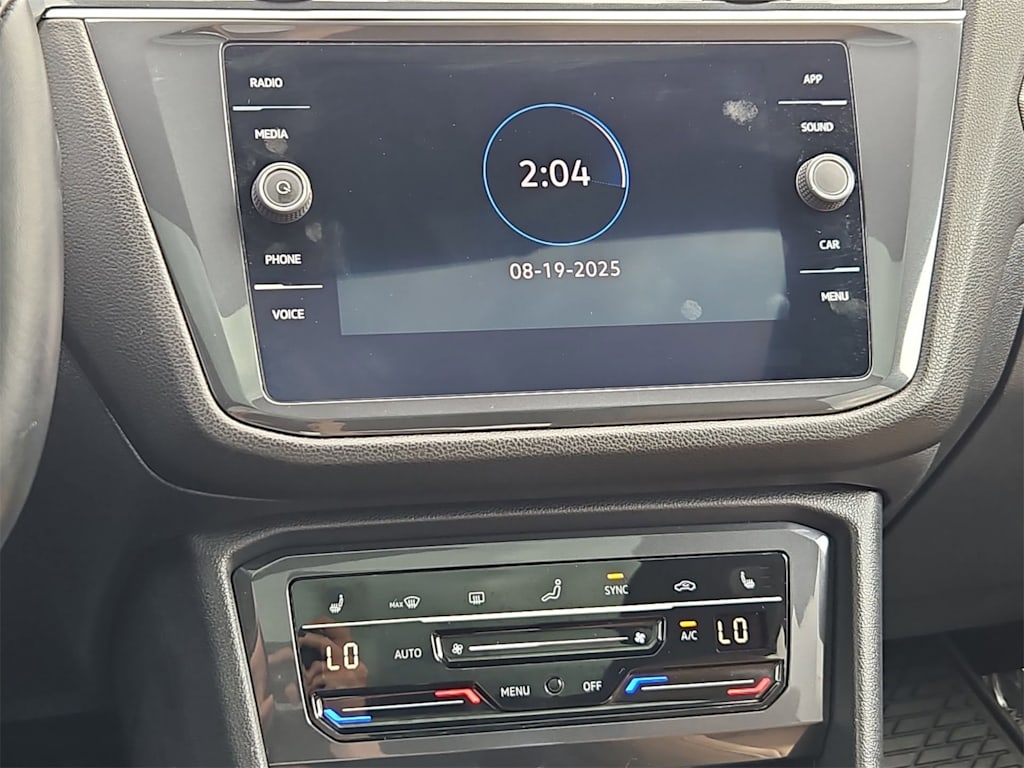 RADIO
MEDIA
PHONE
VOICE
2:04
08-19-2025
APP
SOUND
CAR
MENU
MAX
SYNC
LO
AUTO
A/C
LO
MENU
OFF